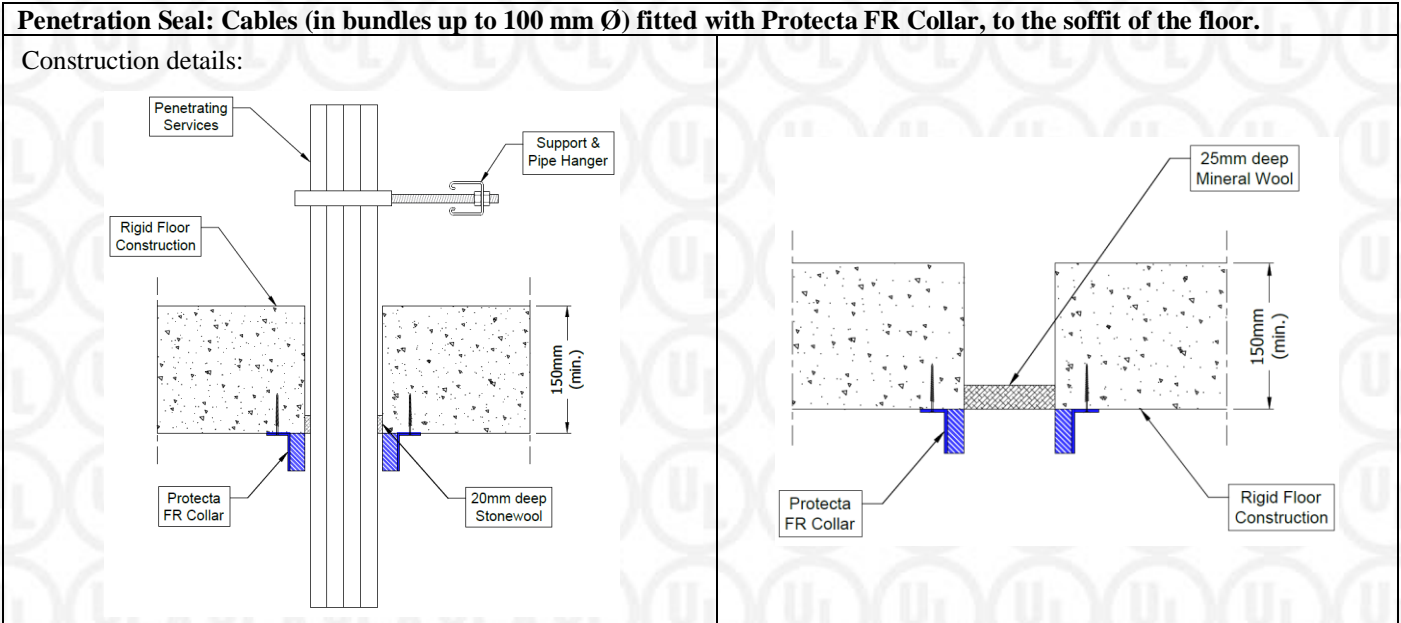 Penetration Seal: Cables (in bundles up to 100 mm Ø) fitted with Protecta FR Collar, to the soffit of the floor.
Construction details:
Penetrating
Services
Support &
Pipe Hanger
Rigid Floor
Construction
150mm
(min.)
Protecta
FR Collar
20mm deep
Stonewool
25mm deep
Mineral Wool
150mm
(min.)
Protecta
FR Collar
Rigid Floor
Construction